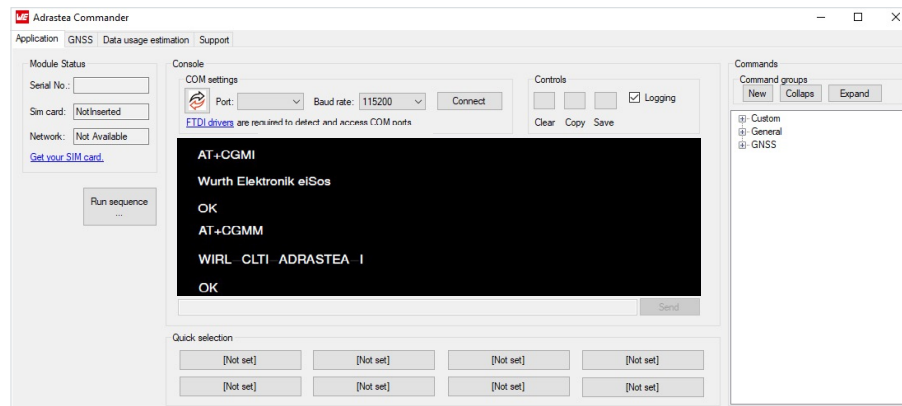 WE Adrastea Commander
Application GNSS Data usage estimation Support
Module Status
Serial No.:
Sim card: NotInserted
Network: Not Available
Get your SIM card.
Run sequence
...
Console
COM settings
Port: Baud rate: 115200 Connect
FTDI drivers are required to detect and access COM ports
Controls
Logging
Clear Copy Save
AT+CGMI
Wurth Elektronik eiSos
OK
AT+CGMM
WIRL-CLTI-ADRASTEA-I
OK
Send
Quick selection
[Not set] [Not set] [Not set] [Not set]
[Not set] [Not set] [Not set] [Not set]
Commands
Command groups
New Collaps Expand
Custom
General
GNSS